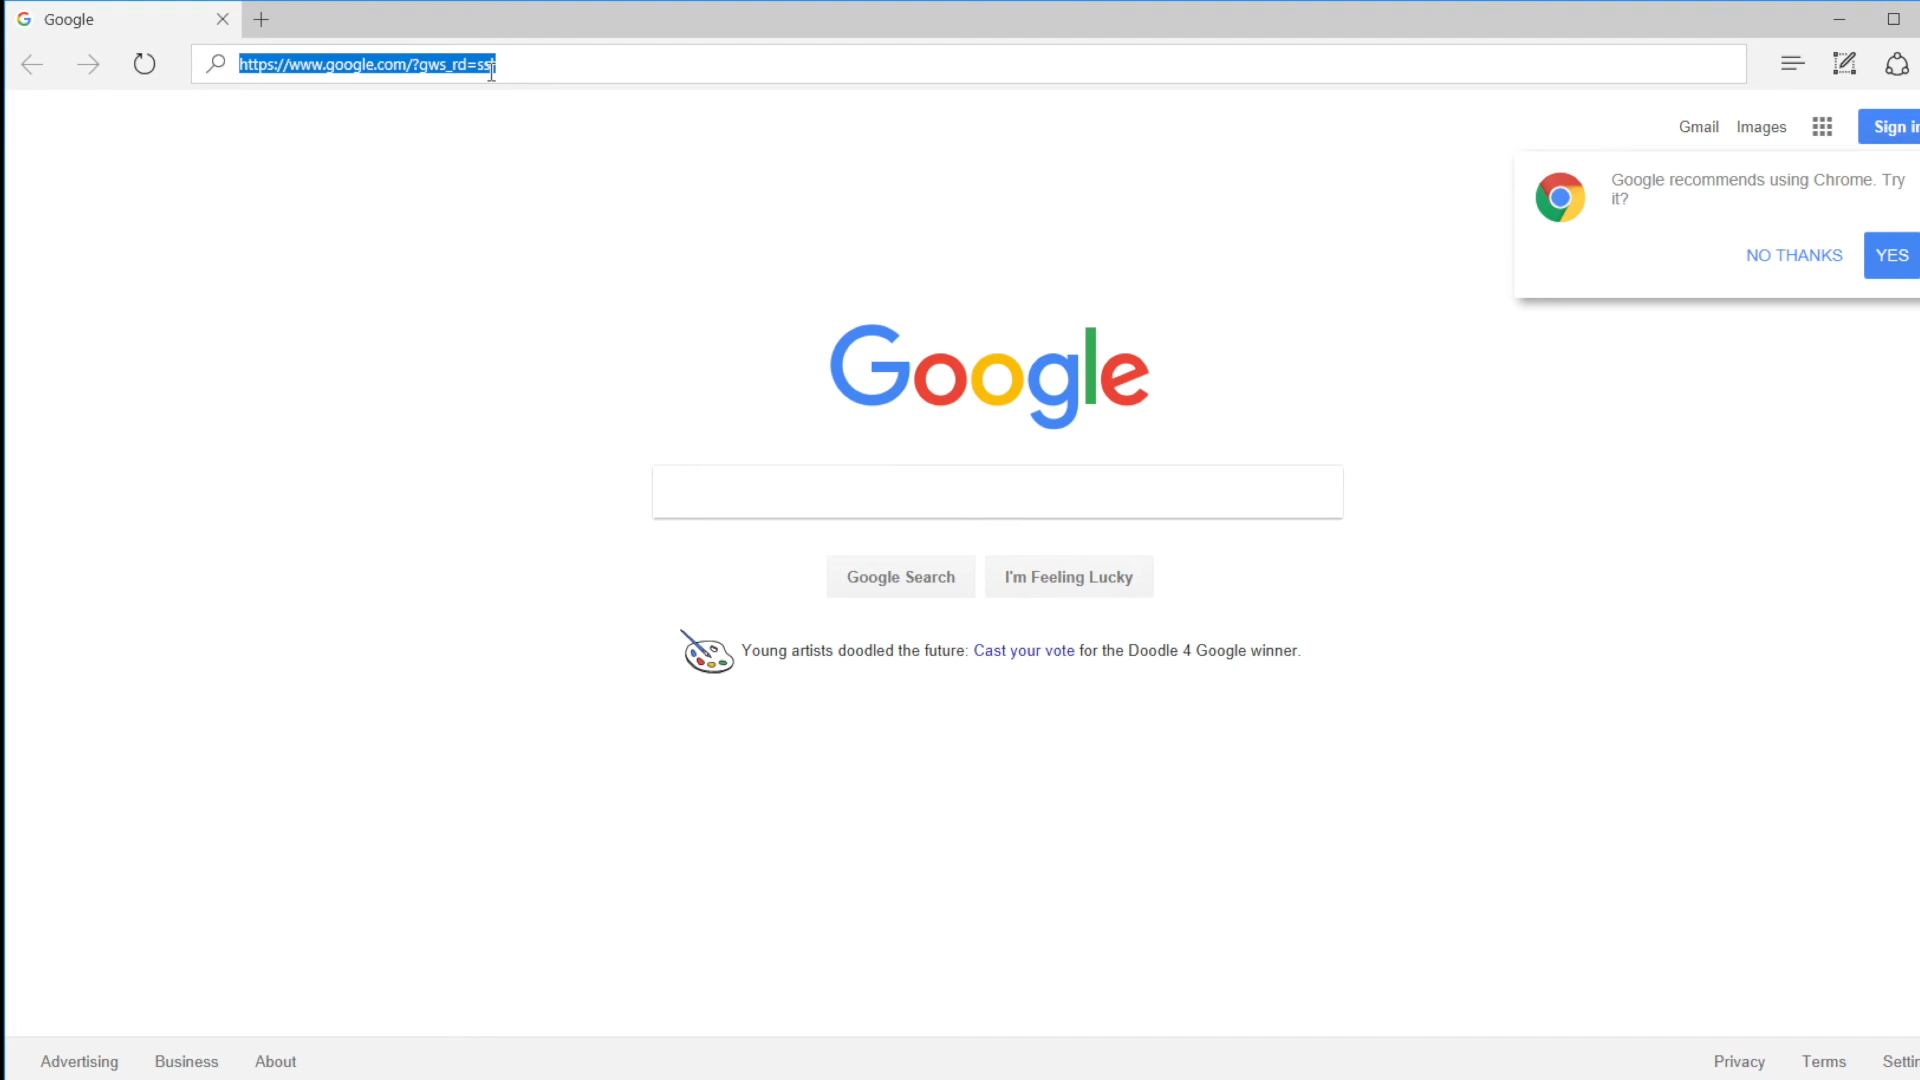 Google
https://www.google.com/?gws_rd=ssl
Gmail Images
Google recommends using Chrome. Try
it?
NO THANKS YES
Google
Google Search I'm Feeling Lucky
Young artists doodled the future: Cast your vote for the Doodle 4 Google winner.
Advertising Business About Privacy Terms